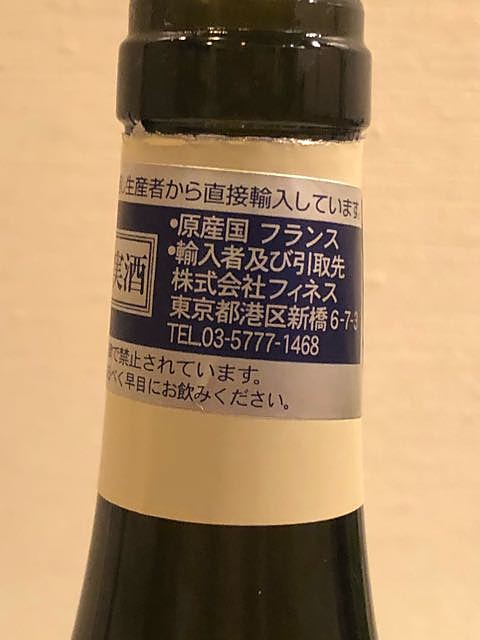 し生産者から直接輸入しています
•原産国 フランス
•輸入者及び引取先
実酒
株式会社フィネス
東京都港区新橋6-7-3
TEL.03-5777-1468
で禁止されています。
べく早目にお飲みください。